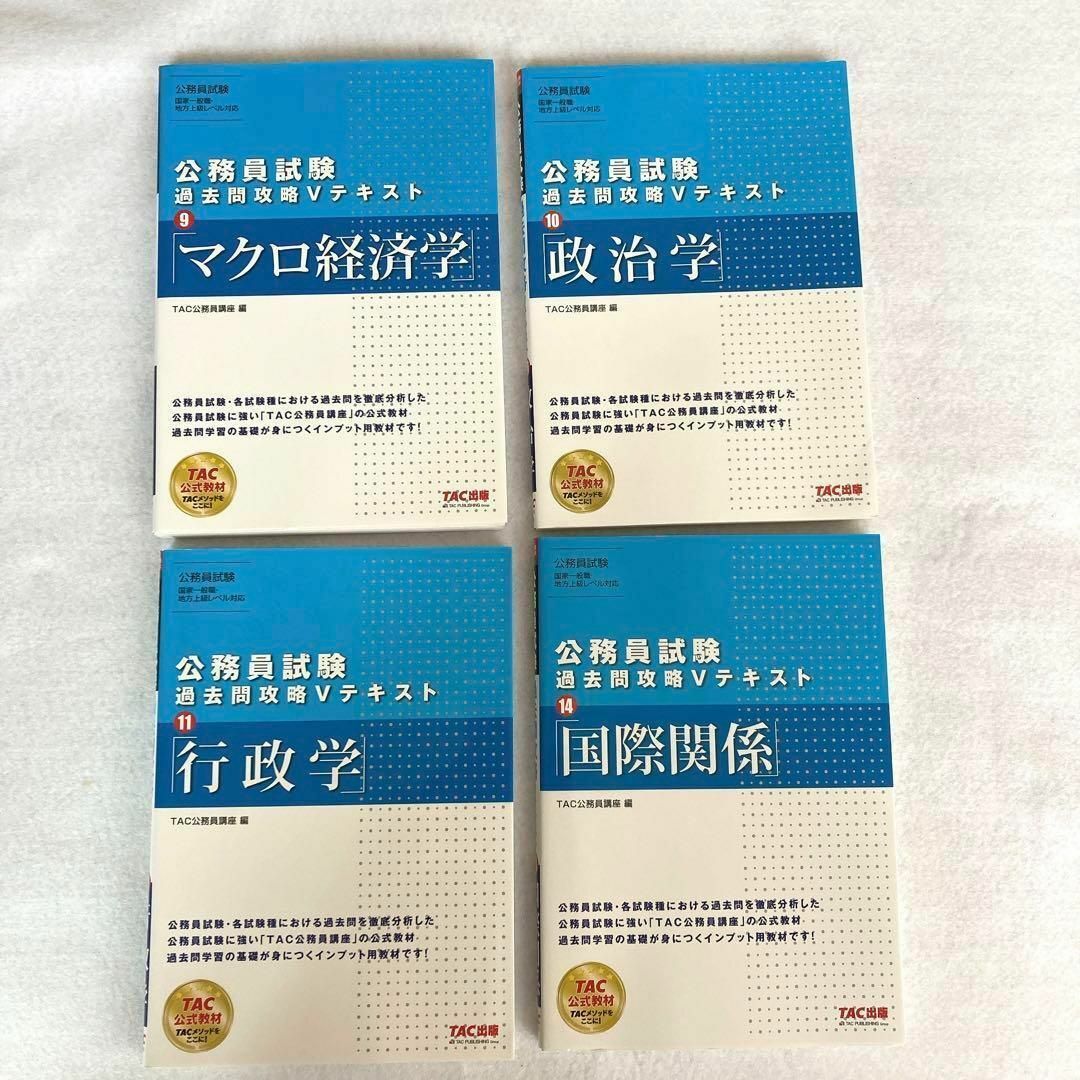 公務員試験
国家一般職・
地方上級レベル対応
公務員試験
過去問攻略Vテキスト
9
「マクロ経済学」
TAC公務員講座 編
公務員試験・各試験種における過去問を徹底分析した
公務員試験に強い「TAC公務員講座」の公式教材
過去問学習の基礎が身につくインプット用教材です!
TAC
公式教材
TACメソッドを
ここに!
TAC出版
TAC PUBLISHING Group
公務員試験
国家一般職・
地方上級レベル対応
公務員試験
過去問攻略Vテキスト
10
「政治学」
TAC公務員講座 編
公務員試験・各試験種における過去問を徹底分析した
公務員試験に強い「TAC公務員講座」の公式教材
過去問学習の基礎が身につくインプット用教材です!
TAC
公式教材
TACメソッドを
ここに!
TAC出版
TAC PUBLISHING Group
公務員試験
国家一般職・
地方上級レベル対応
公務員試験
過去問攻略Vテキスト
11
「行政学」
TAC公務員講座 編
公務員試験・各試験種における過去問を徹底分析した
公務員試験に強い「TAC公務員講座」の公式教材
過去問学習の基礎が身につくインプット用教材です!
TAC
公式教材
TACメソッドを
ここに!
TAC出版
TAC PUBLISHING Group
公務員試験
国家一般職・
地方上級レベル対応
公務員試験
過去問攻略Vテキスト
14
「国際関係」
TAC公務員講座 編
公務員試験・各試験種における過去問を徹底分析した
公務員試験に強い「TAC公務員講座」の公式教材
過去問学習の基礎が身につくインプット用教材です!
TAC
公式教材
TACメソッドを
ここに!
TAC出版
TAC PUBLISHING Group